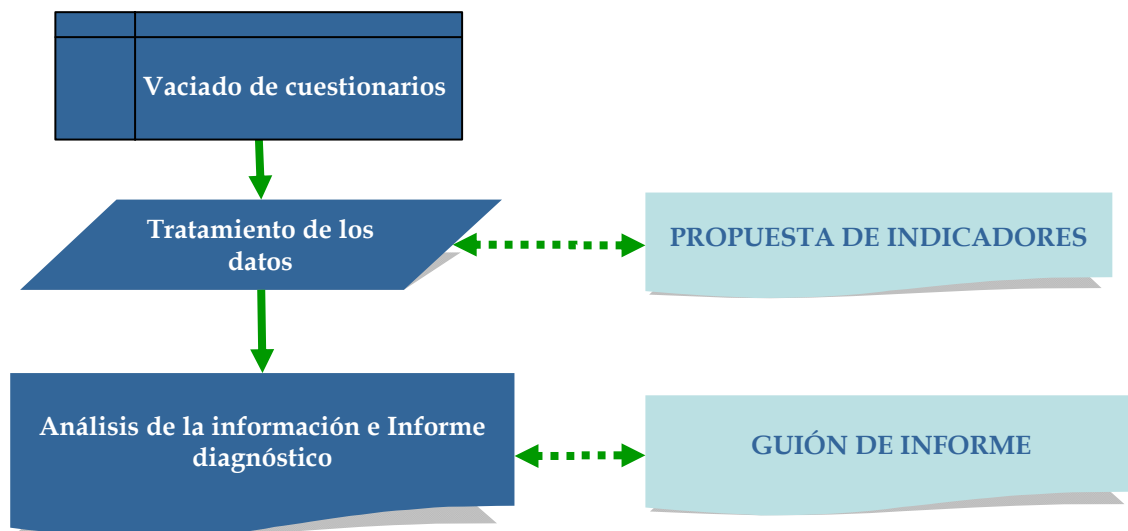 Vaciado de cuestionarios
Tratamiento de los
datos
PROPUESTA DE INDICADORES
Análisis de la información e Informe
diagnóstico
GUIÓN DE INFORME